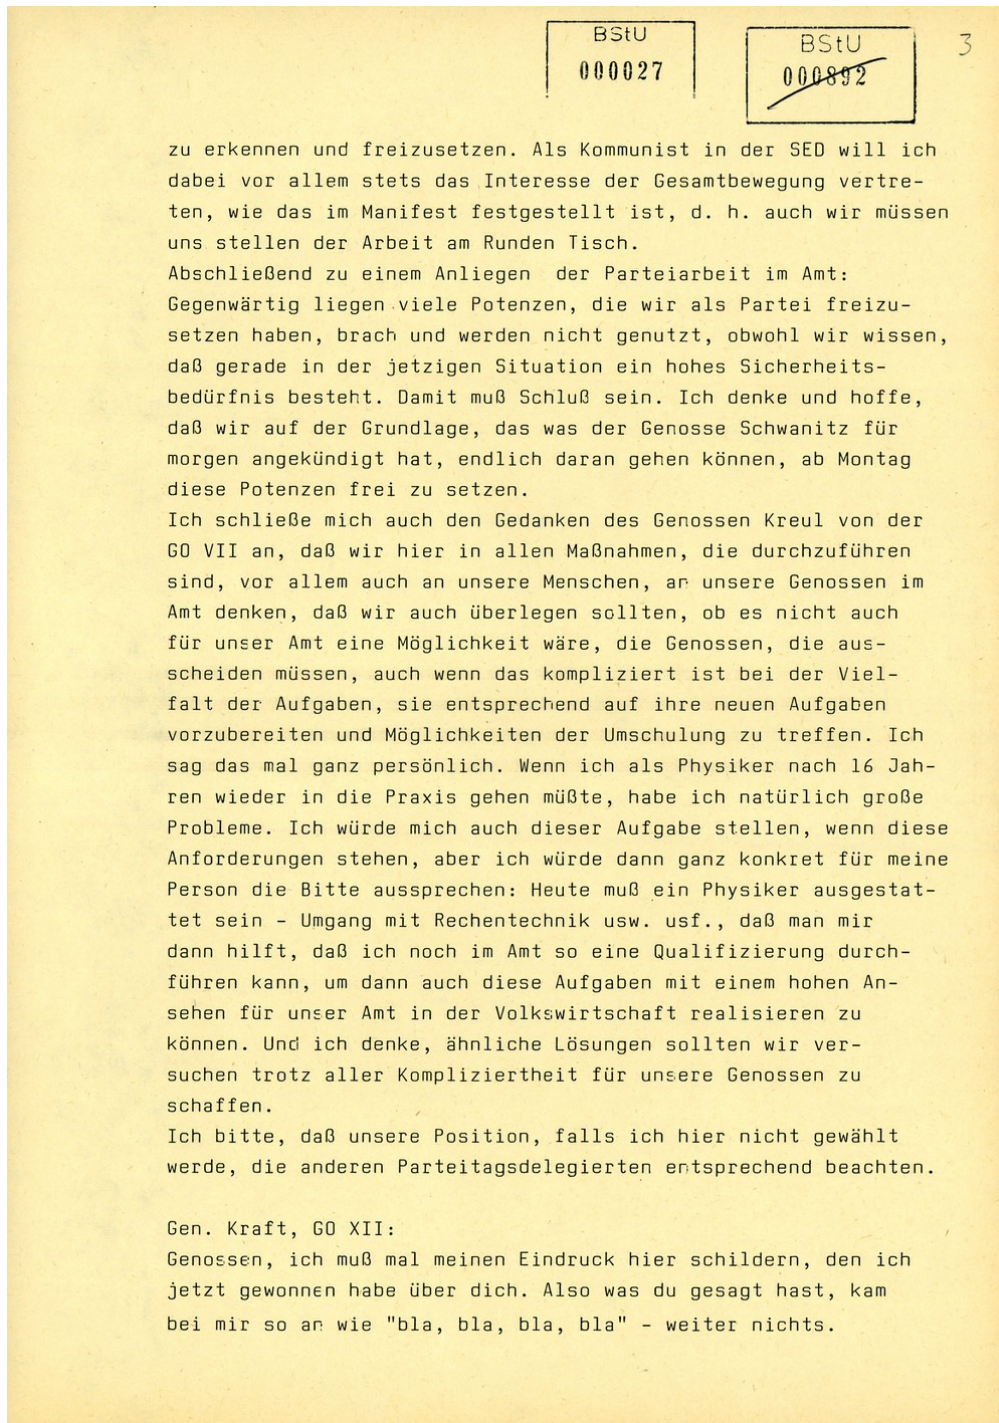 BStU
000027
BStU
000892
3
zu erkennen und freizusetzen. Als Kommunist in der SED will ich
dabei vor allem stets das Interesse der Gesamtbewegung vertre-
ten, wie das im Manifest festgestellt ist, d. h. auch wir müssen
uns stellen der Arbeit am Runden Tisch.
Abschließend zu einem Anliegen der Parteiarbeit im Amt:
Gegenwärtig liegen viele Potenzen, die wir als Partei freizu-
setzen haben, brach und werden nicht genutzt, obwohl wir wissen,
daß gerade in der jetzigen Situation ein hohes Sicherheits-
bedürfnis besteht. Damit muß Schluß sein. Ich denke und hoffe,
daß wir auf der Grundlage, das was der Genosse Schwanitz für
morgen angekündigt hat, endlich daran gehen können, ab Montag
diese Potenzen frei zu setzen.
Ich schließe mich auch den Gedanken des Genossen Kreul von der
GO VII an, daß wir hier in allen Maßnahmen, die durchzuführen
sind, vor allem auch an unsere Menschen, an unsere Genossen im
Amt denken, daß wir auch überlegen sollten, ob es nicht auch
für unser Amt eine Möglichkeit wäre, die Genossen, die aus-
scheiden müssen, auch wenn das kompliziert ist bei der Viel-
falt der Aufgaben, sie entsprechend auf ihre neuen Aufgaben
vorzubereiten und Möglichkeiten der Umschulung zu treffen. Ich
sag das mal ganz persönlich. Wenn ich als Physiker nach 16 Jah-
ren wieder in die Praxis gehen müßte, habe ich natürlich große
Probleme. Ich würde mich auch dieser Aufgabe stellen, wenn diese
Anforderungen stehen, aber ich würde dann ganz konkret für meine
Person die Bitte aussprechen: Heute muß ein Physiker ausgestat-
tet sein - Umgang mit Rechentechnik usw. usf., daß man mir
dann hilft, daß ich noch im Amt so eine Qualifizierung durch-
führen kann, um dann auch diese Aufgaben mit einem hohen An-
sehen für unser Amt in der Volkswirtschaft realisieren zu
können. Und ich denke, ähnliche Lösungen sollten wir ver-
suchen trotz aller Kompliziertheit für unsere Genossen zu
schaffen.
Ich bitte, daß unsere Position, falls ich hier nicht gewählt
werde, die anderen Parteitagsdelegierten entsprechend beachten.
Gen. Kraft, GO XII:
Genossen, ich muß mal meinen Eindruck hier schildern, den ich
jetzt gewonnen habe über dich. Also was du gesagt hast, kam
bei mir so an wie "bla, bla, bla, bla" - weiter nichts.